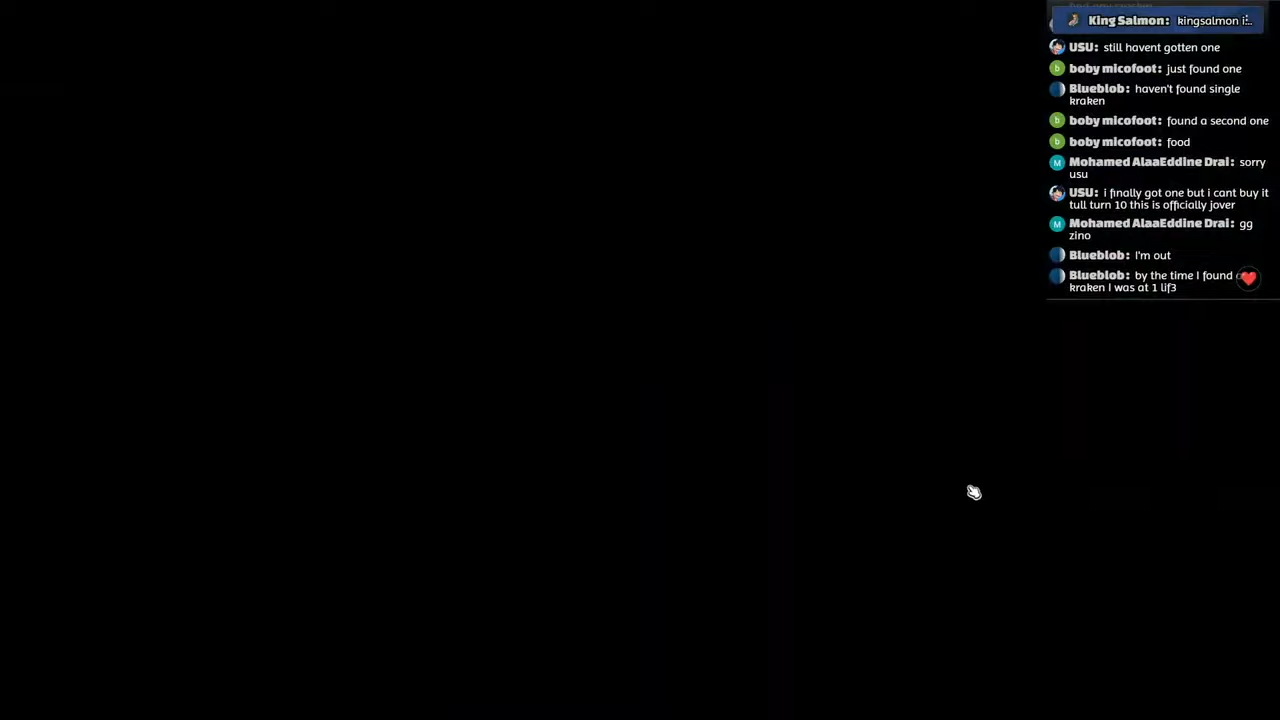 King Salmon: kingsalmon i...
USU: still havent gotten one
boby micofoot: just found one
Blueblob: haven't found single
kraken
boby micofoot: found a second one
boby micofoot: food
Mohamed AlaaEddine Drai: sorry
usu
USU: i finally got one but i cant buy it
tull turn 10 this is officially jover
Mohamed AlaaEddine Drai: gg
zino
Blueblob: I'm out
Blueblob: by the time I found
kraken I was at 1 lif3